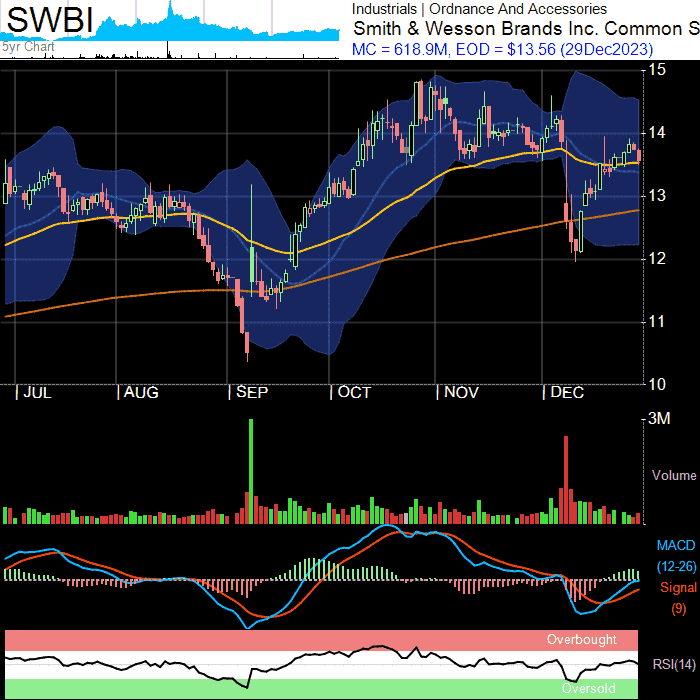 SWBI
5yr Chart
Industrials | Ordnance And Accessories
Smith & Wesson Brands Inc. Common S
MC = 618.9M, EOD = $13.56 (29Dec2023)
15
14
13
12
11
10
| JUL | AUG | SEP | OCT | NOV | DEC
3M
Volume
MACD
(12-26)
Signal
(9)
Overbought
RSI(14)
Oversold